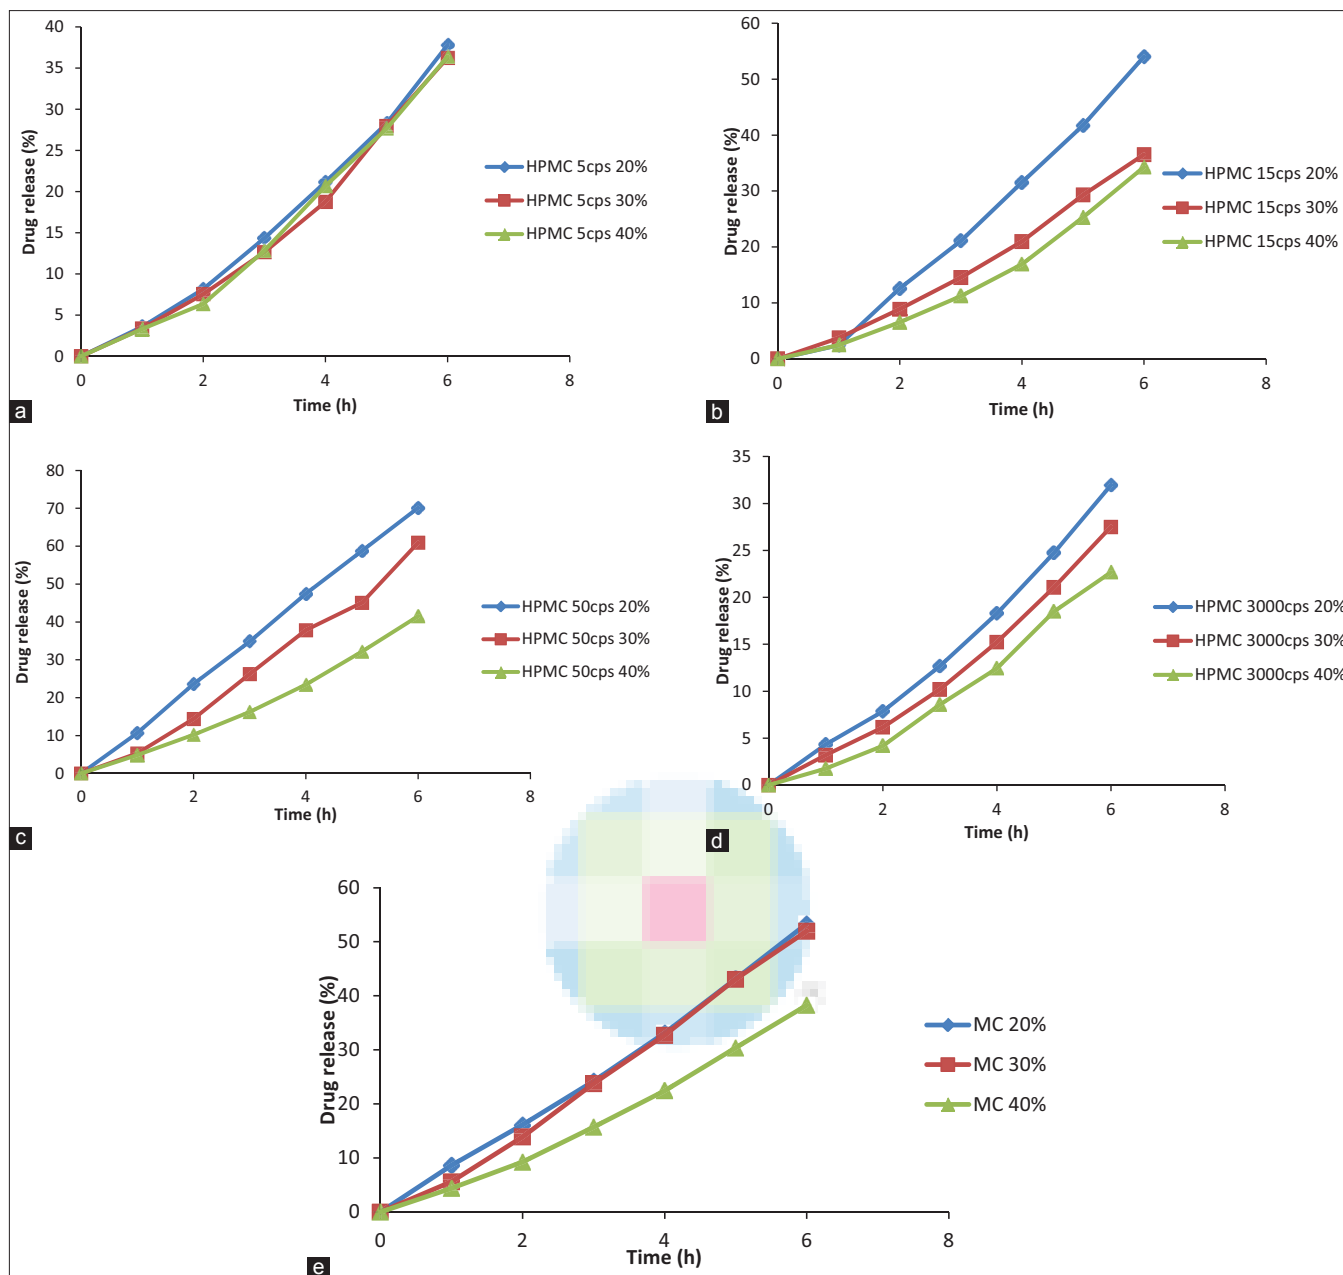 40
35
30
25
20
15
10
5
0
Drug release (%)
0 2 4 6 8
Time (h)
HPMC 5cps 20%
HPMC 5cps 30%
HPMC 5cps 40%
a
60
50
40
30
20
10
0
Drug release (%)
0 2 4 6 8
Time (h)
HPMC 15cps 20%
HPMC 15cps 30%
HPMC 15cps 40%
b
80
70
60
50
40
30
20
10
0
Drug release (%)
0 2 4 6 8
Time (h)
HPMC 50cps 20%
HPMC 50cps 30%
HPMC 50cps 40%
c
35
30
25
20
15
10
5
0
Drug release (%)
0 2 4 6 8
Time (h)
HPMC 3000cps 20%
HPMC 3000cps 30%
HPMC 3000cps 40%
d
60
50
40
30
20
10
0
Drug release (%)
0 2 4 6 8
Time (h)
MC 20%
MC 30%
MC 40%
e